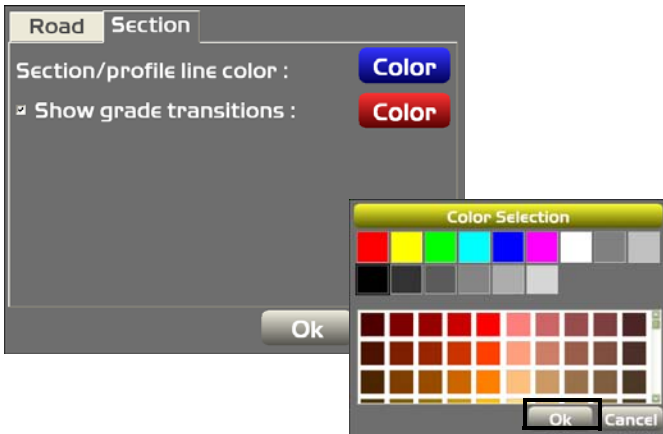 Road Section
Section/profile line color : Color
Show grade transitions : Color
Ok
Color Selection
Ok Cancel